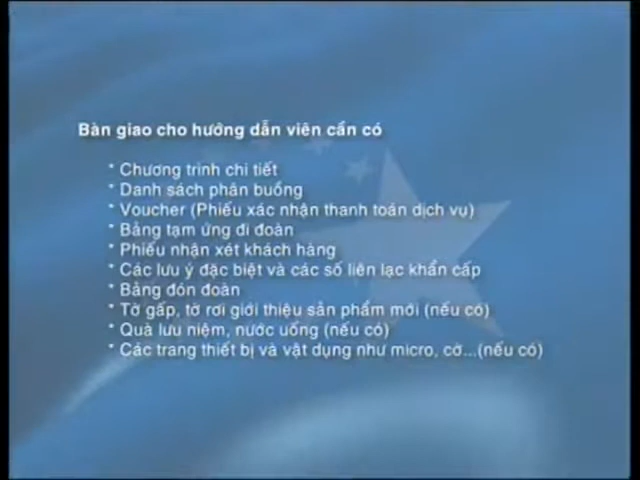 Bàn giao cho hướng dẫn viên cần có
* Chương trình chi tiết
* Danh sách phân buồng
* Voucher (Phiếu xác nhận thanh toán dịch vụ)
* Bảng tạm ứng đi đoàn
* Phiếu nhận xét khách hàng
* Các lưu ý đặc biệt và các số liên lạc khẩn cấp
* Bảng đón đoàn
* Tờ gấp, tờ rơi giới thiệu sản phẩm mới (nếu có)
* Quà lưu niệm, nước uống (nếu có)
* Các trang thiết bị và vật dụng như micro, cờ...(nếu có)